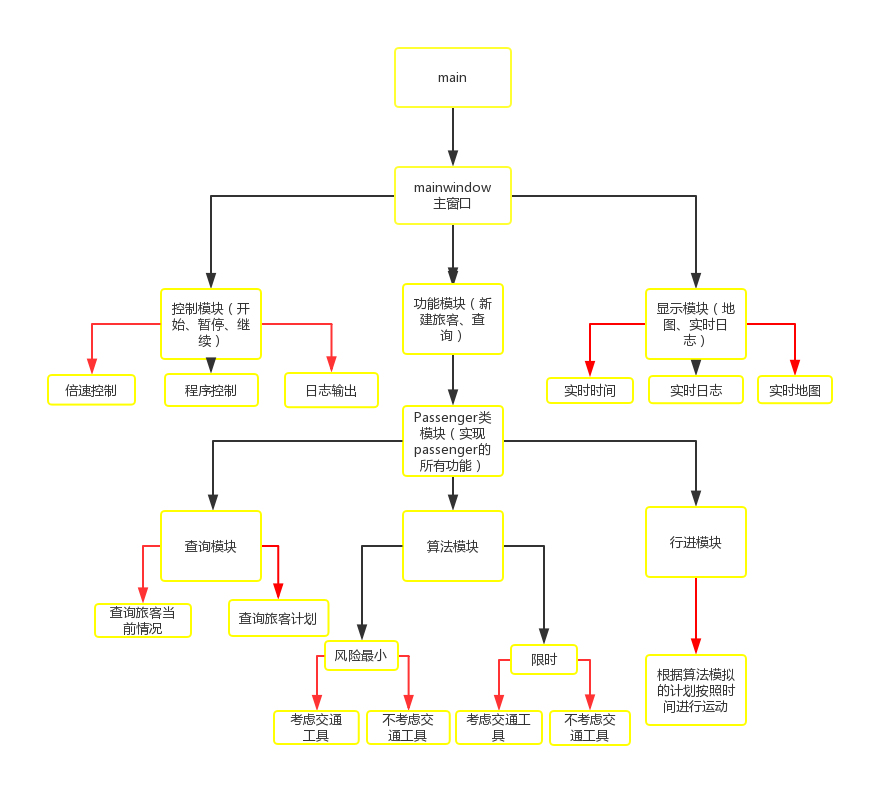 main
mainwindow
主窗口
控制模块（开
始、暂停、继
续）
功能模块（新
建旅客、查
询）
显示模块（地
图、实时日
志）
倍速控制
程序控制
日志输出
实时时间
实时日志
实时地图
Passenger类
模块（实现
passenger的
所有功能）
查询模块
算法模块
行进模块
查询旅客当
前情况
查询旅客计划
风险最小
限时
根据算法模拟
的计划按照时
间进行运动
考虑交通
工具
不考虑交
通工具
考虑交通工
具
不考虑交
通工具